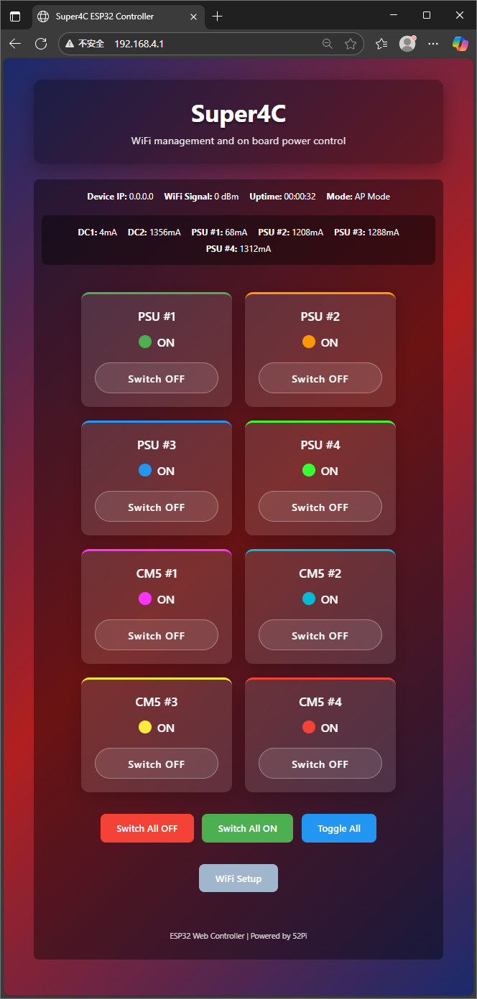 Super4C ESP32 Controller
不安全 192.168.4.1
Super4C
WiFi management and on board power control
Device IP: 0.0.0.0 WiFi Signal: 0 dBm Uptime: 00:00:32 Mode: AP Mode
DC1: 4mA DC2: 1356mA PSU #1: 68mA PSU #2: 1208mA PSU #3: 1288mA
PSU #4: 1312mA
PSU #1
ON
Switch OFF
PSU #2
ON
Switch OFF
PSU #3
ON
Switch OFF
PSU #4
ON
Switch OFF
CM5 #1
ON
Switch OFF
CM5 #2
ON
Switch OFF
CM5 #3
ON
Switch OFF
CM5 #4
ON
Switch OFF
Switch All OFF Switch All ON Toggle All
WiFi Setup
ESP32 Web Controller | Powered by 52Pi